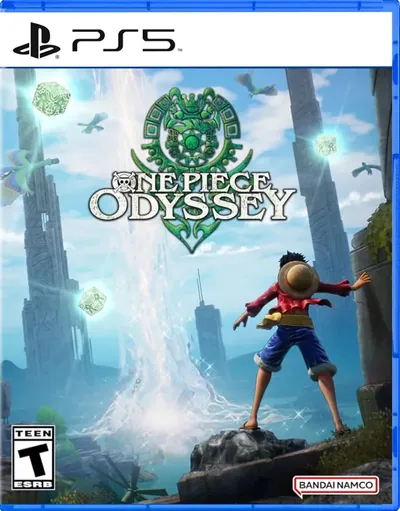 PS5
ONE PIECE
ODYSSEY
TEEN
T
ESRB
BANDAI NAMCO